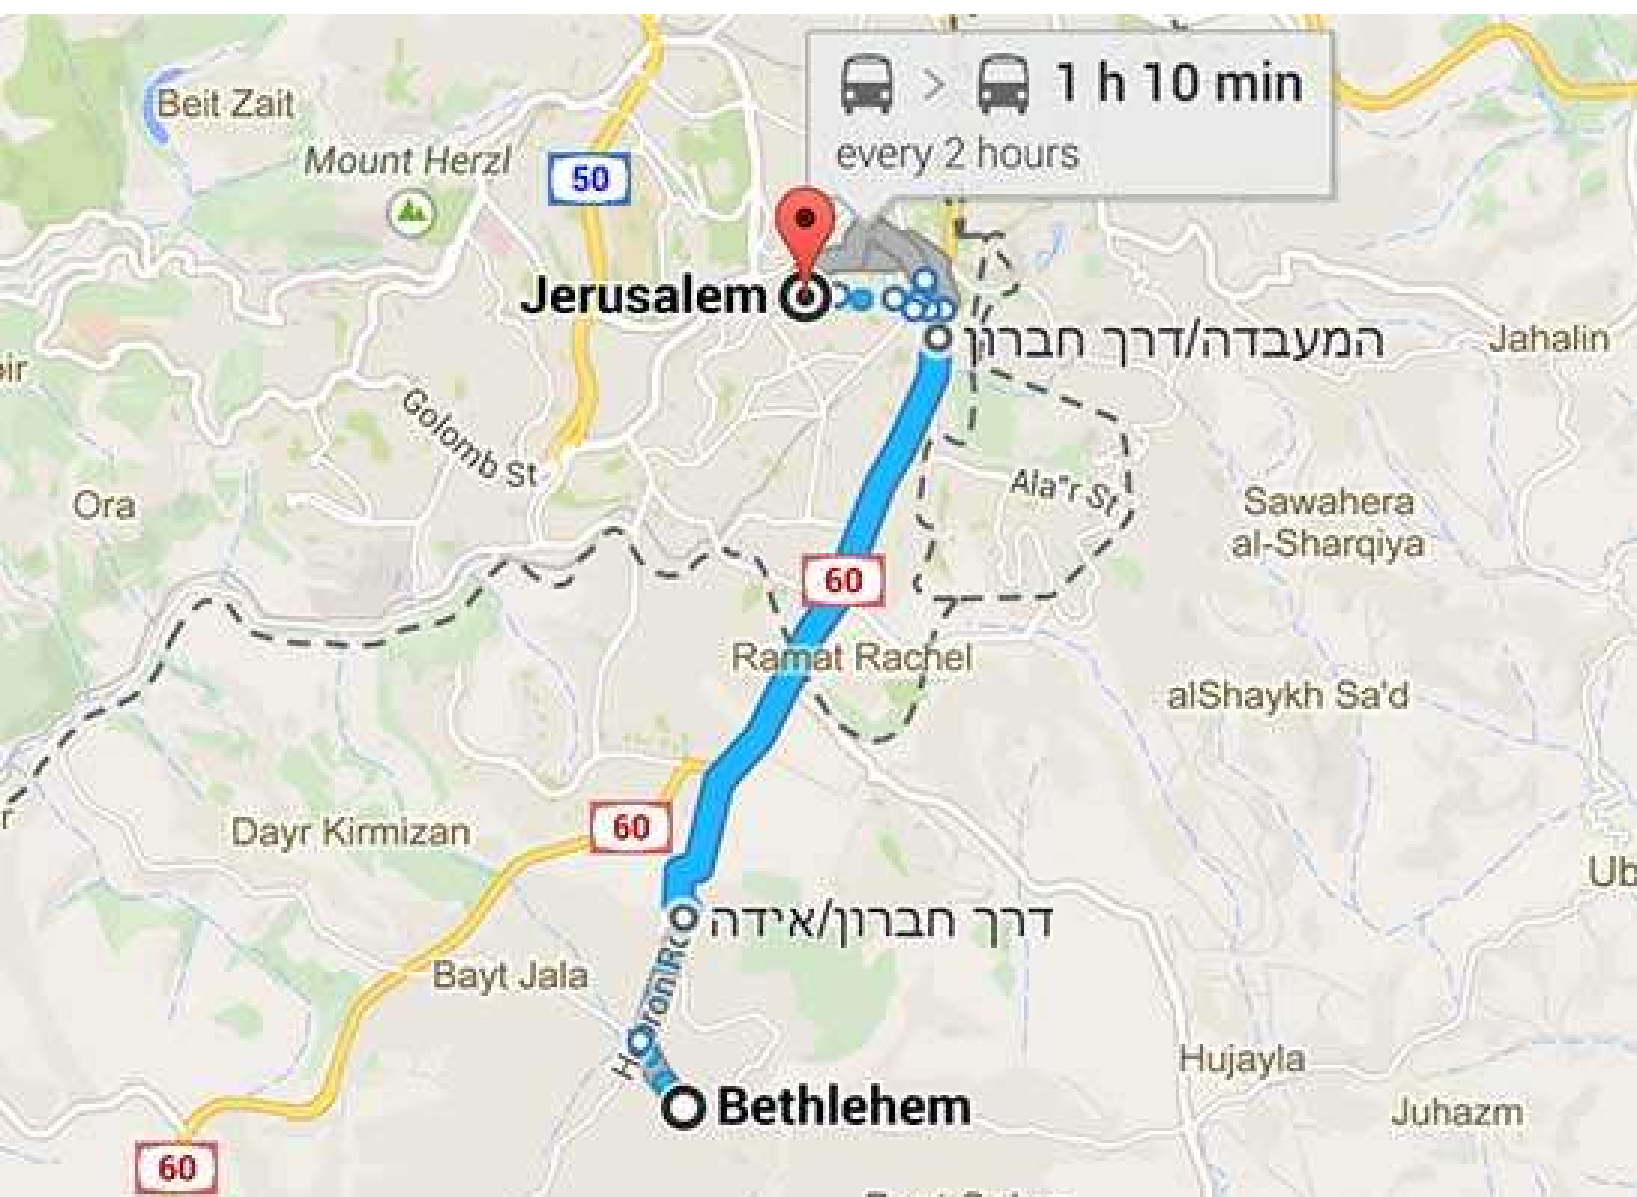 1 h 10 min
every 2 hours
Beit Zait
Mount Herzl
50
Jerusalem
המעבדה/דרך חברון
Jahalin
Golomb St
Ora
Ala"r St
Sawahera
al-Sharqiya
60
Ramat Rachel
alShaykh Sa'd
60
Dayr Kirmizan
דרך חברון/אידה
Bayt Jala
Hujayla
Bethlehem
Juhazm
60